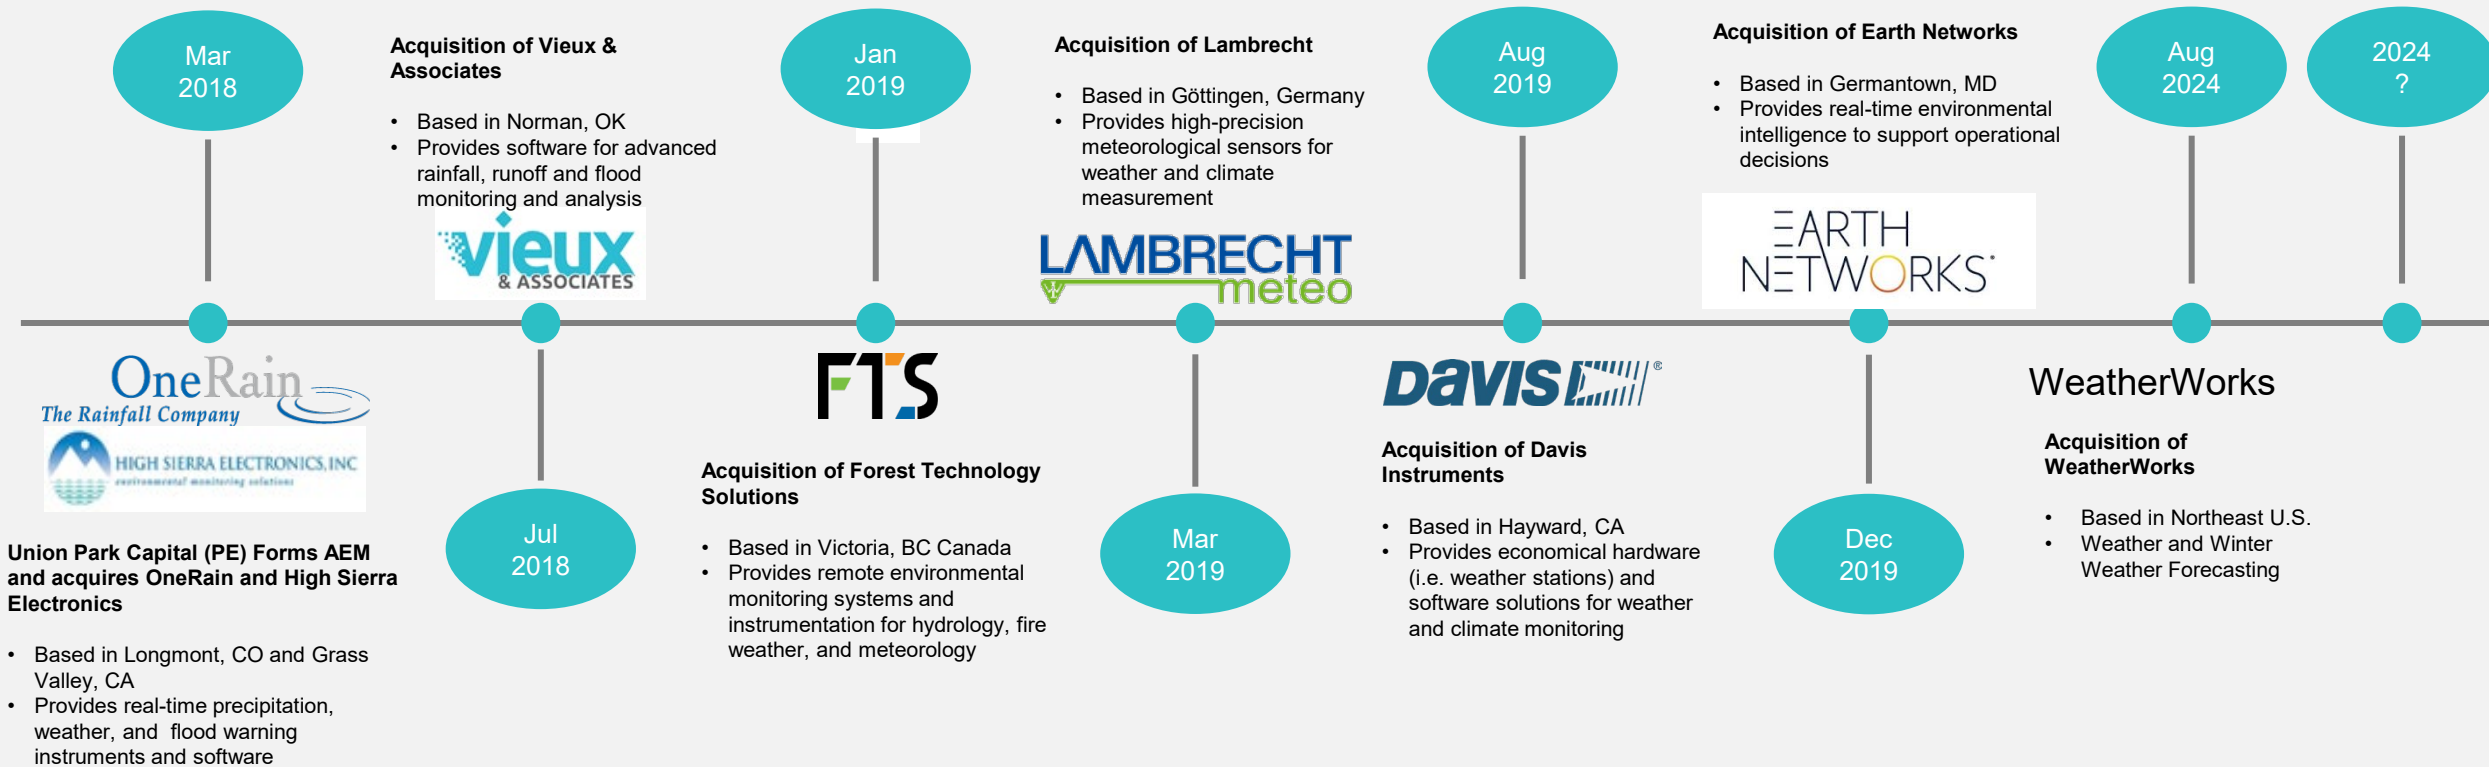 Mar
2018
OneRain
The Rainfall Company
HIGH SIERRA ELECTRONICS, INC
environmental monitoring solutions
Union Park Capital (PE) Forms AEM
and acquires OneRain and High Sierra
Electronics
• Based in Longmont, CO and Grass
Valley, CA
• Provides real-time precipitation,
weather, and flood warning
instruments and software
Acquisition of Vieux &
Associates
• Based in Norman, OK
• Provides software for advanced
rainfall, runoff and flood
monitoring and analysis
vieux
& ASSOCIATES
Jul
2018
Jan
2019
FTS
Acquisition of Forest Technology
Solutions
• Based in Victoria, BC Canada
• Provides remote environmental
monitoring systems and
instrumentation for hydrology, fire
weather, and meteorology
Acquisition of Lambrecht
• Based in Göttingen, Germany
• Provides high-precision
meteorological sensors for
weather and climate
measurement
LAMBRECHT
meteo
Mar
2019
Aug
2019
Davis®
Acquisition of Davis
Instruments
• Based in Hayward, CA
• Provides economical hardware
(i.e. weather stations) and
software solutions for weather
and climate monitoring
Acquisition of Earth Networks
• Based in Germantown, MD
• Provides real-time environmental
intelligence to support operational
decisions
EARTH
NETWORKS
Dec
2019
Aug
2024
WeatherWorks
Acquisition of
WeatherWorks
• Based in Northeast U.S.
• Weather and Winter
Weather Forecasting
2024
?